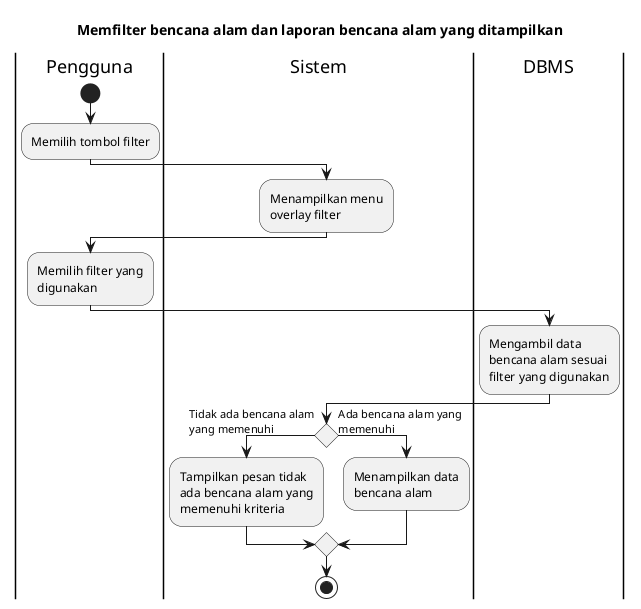 Memfilter bencana alam dan laporan bencana alam yang ditampilkan
Pengguna
Sistem
DBMS
Memilih tombol filter
Menampilkan menu
overlay filter
Memilih filter yang
digunakan
Mengambil data
bencana alam sesuai
filter yang digunakan
Tidak ada bencana alam
yang memenuhi
Ada bencana alam yang
memenuhi
Tampilkan pesan tidak
ada bencana alam yang
memenuhi kriteria
Menampilkan data
bencana alam